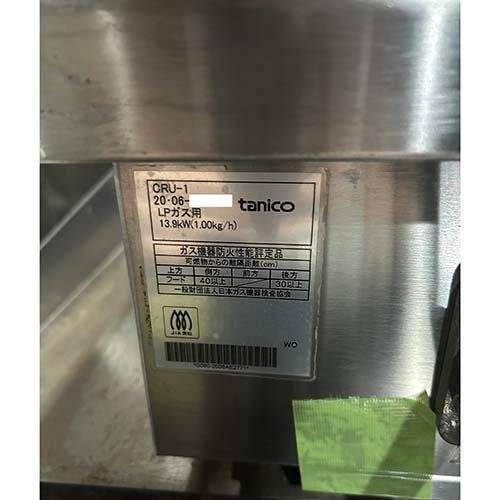 CRU-1
20-06-
tanico
LPガス用
13.9kW(1.00kg/h)
ガス機器防火性能評定品
可燃物からの離隔距離(cm)
上方 側方 前方 後方
フード 40以上 30以上
一般財団法人日本ガス機器検査協会
WO